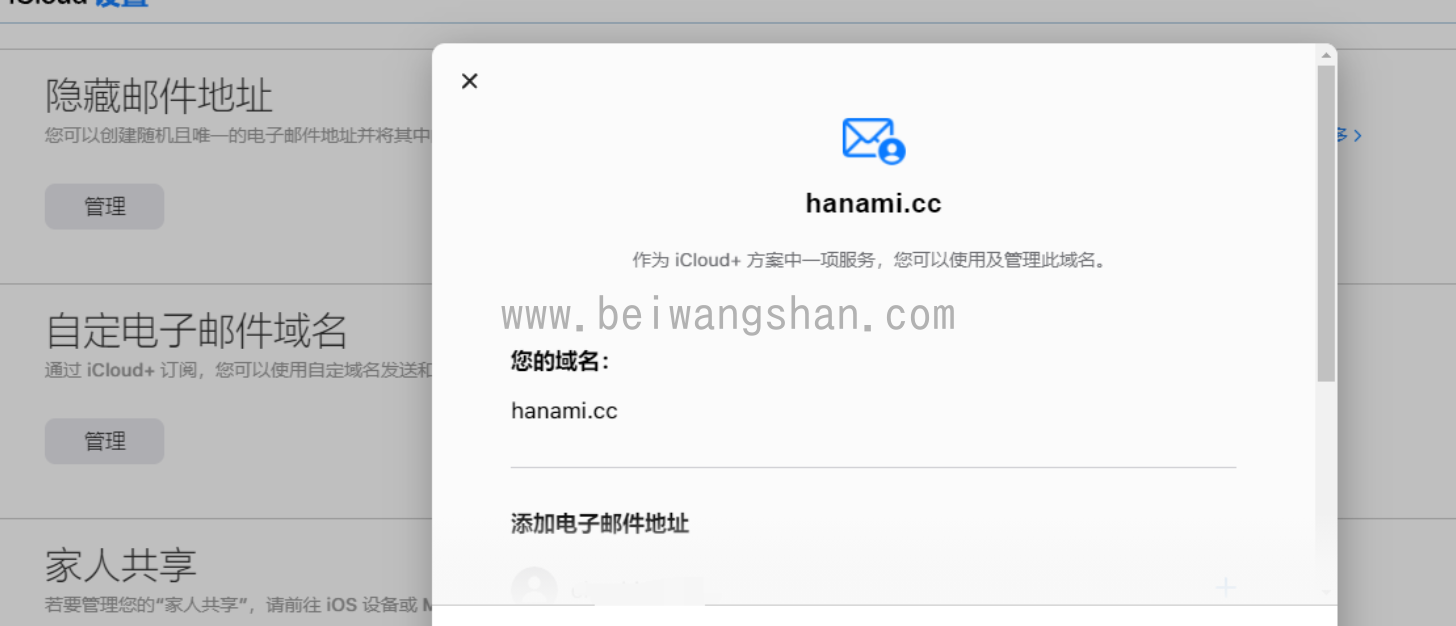 iCloud 设置
隐藏邮件地址
您可以创建随机且唯一的电子邮件地址并将其中
多 >
管理
自定电子邮件域名
通过 iCloud+ 订阅，您可以使用自定域名发送和
管理
家人共享
若要管理您的“家人共享”，请前往 iOS 设备或 M
hanami.cc
作为 iCloud+ 方案中一项服务，您可以使用及管理此域名。
www.beiwangshan.com
您的域名：
hanami.cc
添加电子邮件地址